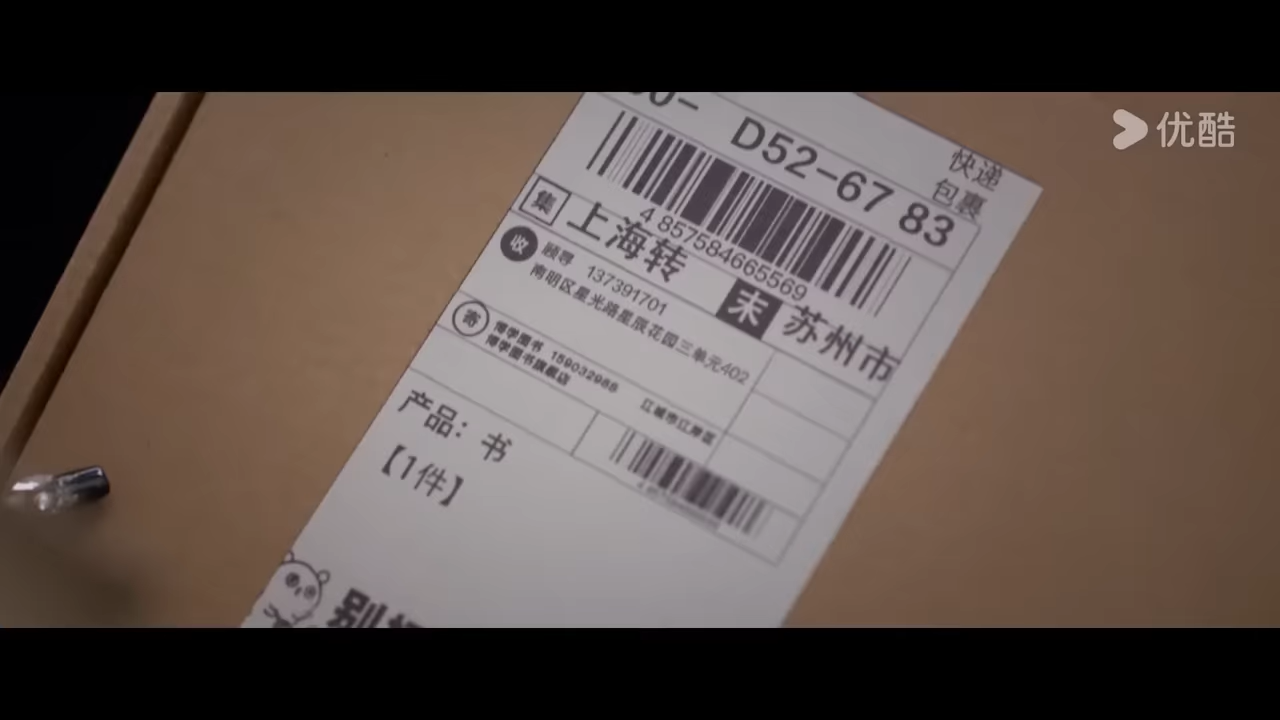 优酷
快递
包裹
D52-67 83
4 857584665569
集 上海转
末 苏州市
收 顾寻 137391701
南明区星光路星辰花园三单元402
寄 博学图书 159032988
博学图书旗舰店
江城市江岸区
产品：书
【1件】